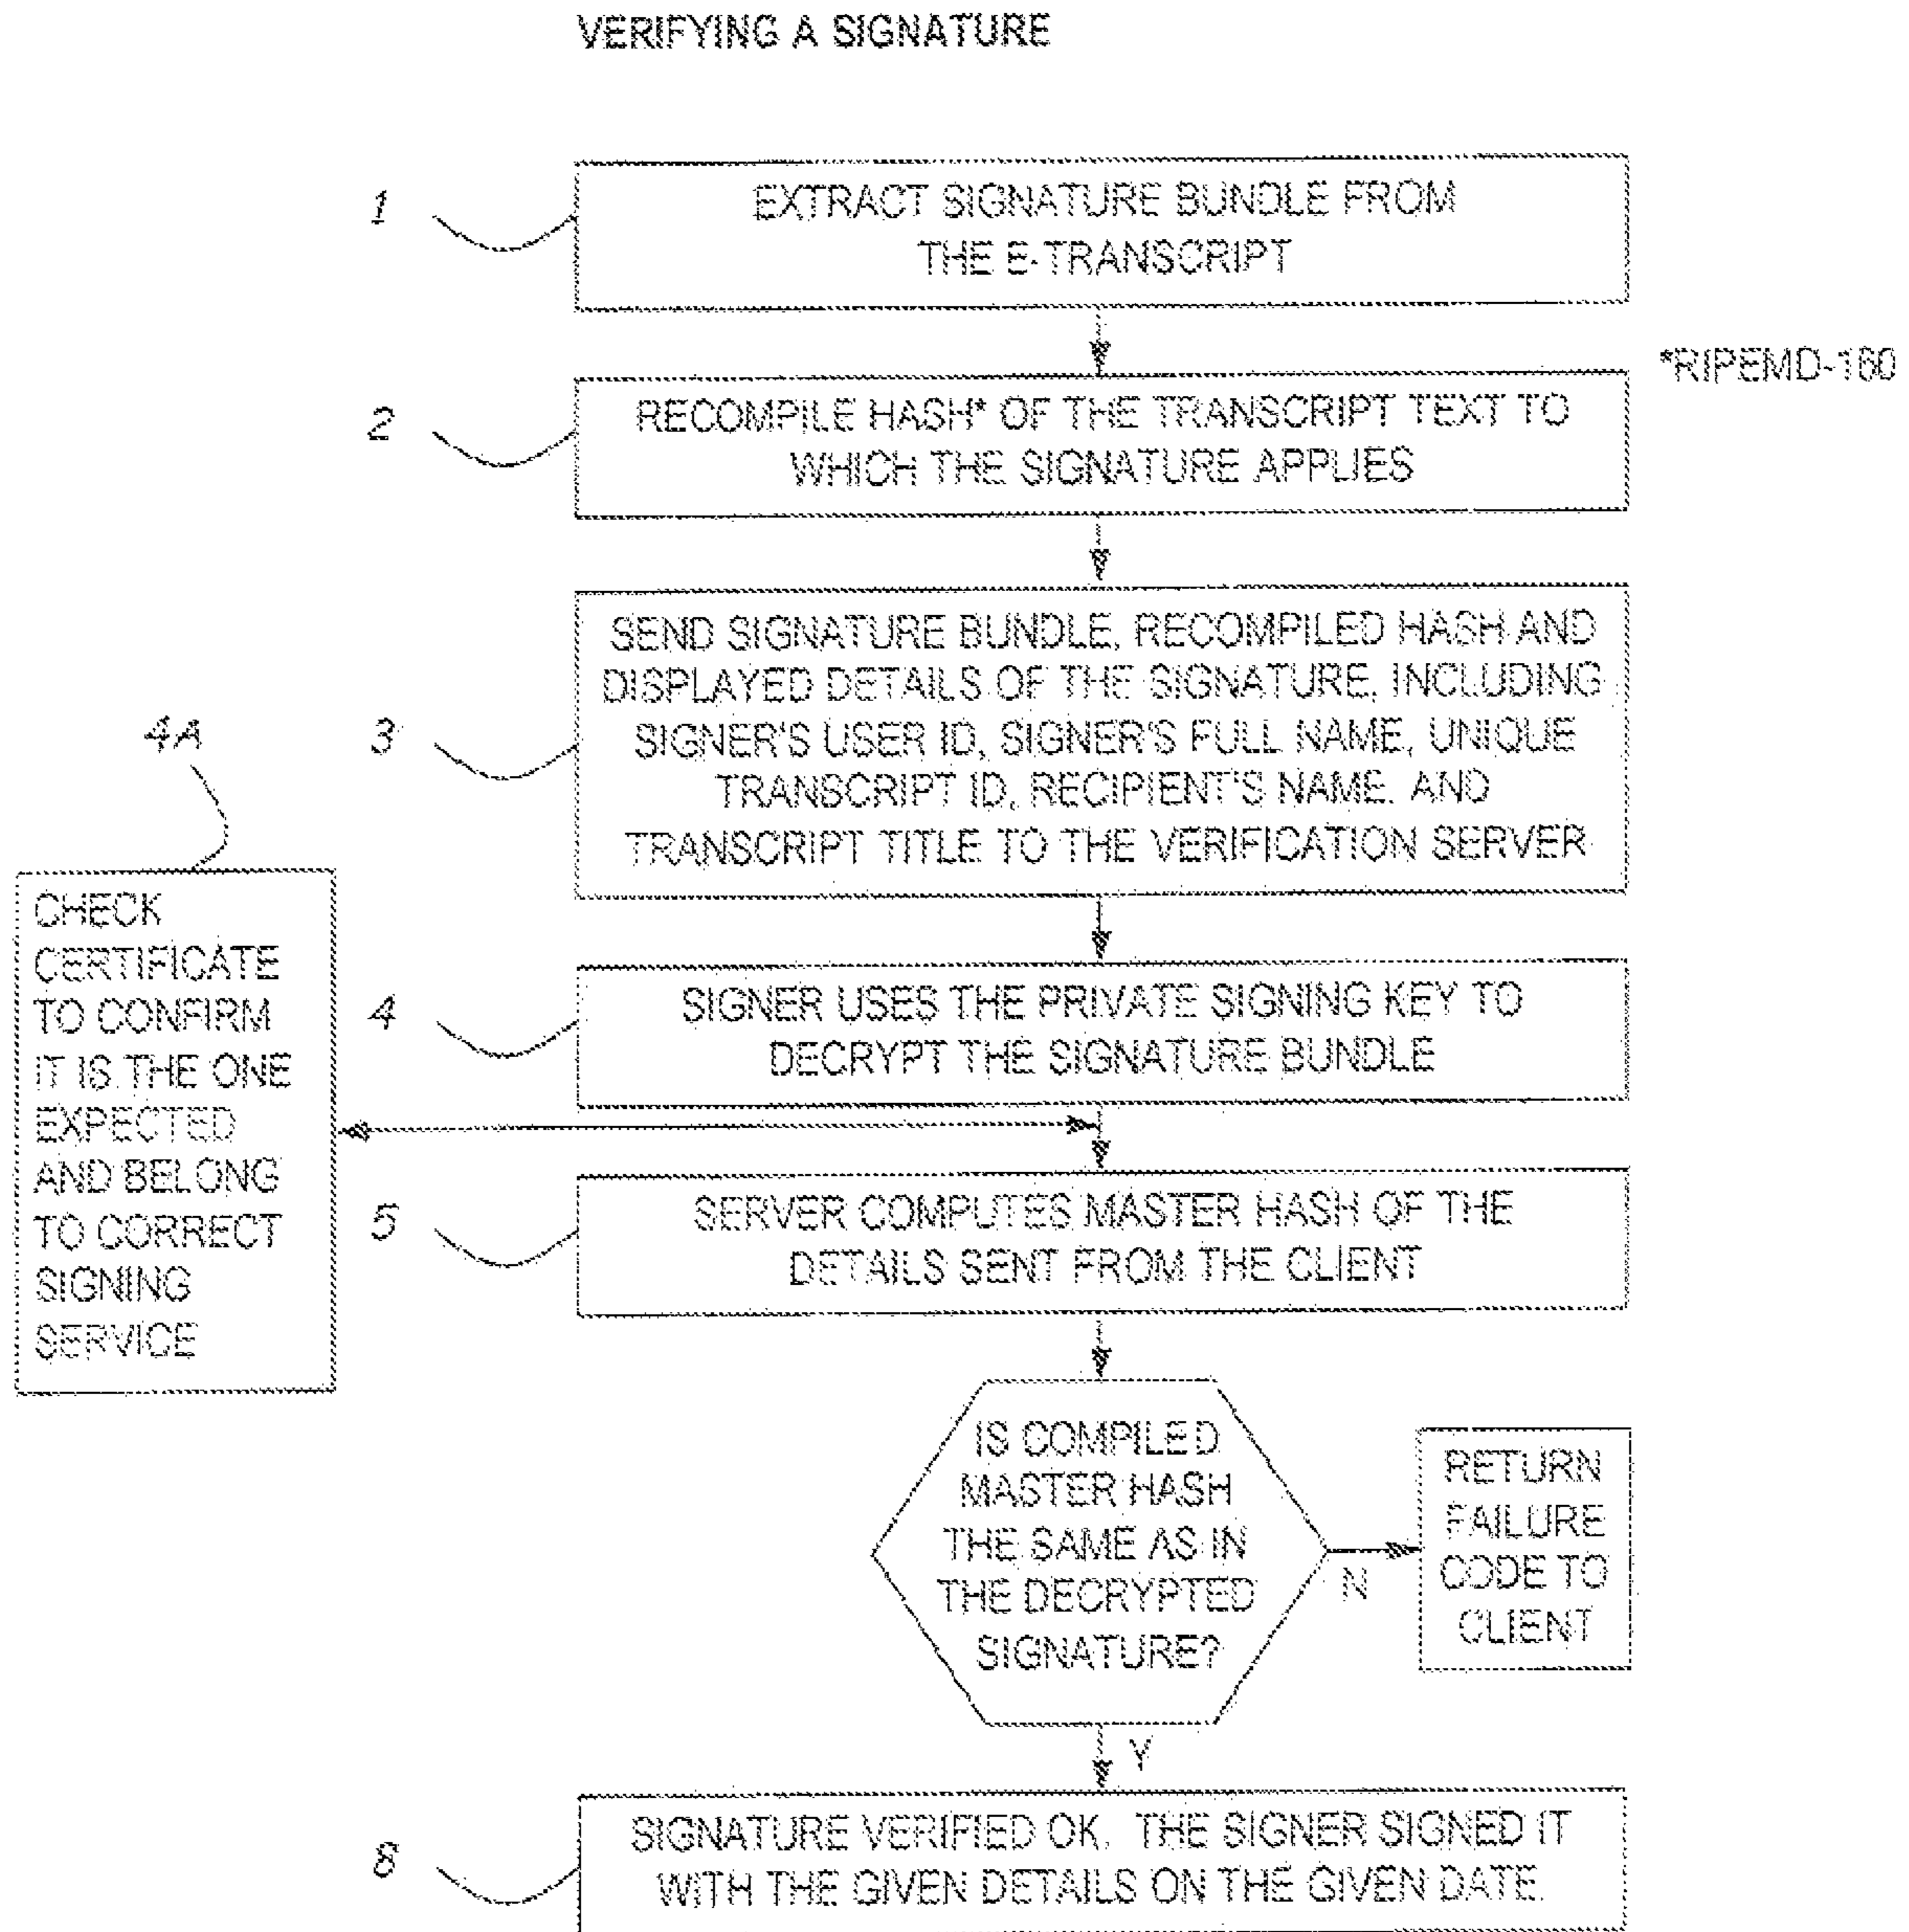 VERIFYING A SIGNATURE
1
EXTRACT SIGNATURE BUNDLE FROM
THE E-TRANSCRIPT
*RIPEMD-160
2
RECOMPILE HASH* OF THE TRANSCRIPT TEXT TO
WHICH THE SIGNATURE APPLIES
3
SEND SIGNATURE BUNDLE, RECOMPILED HASH AND
DISPLAYED DETAILS OF THE SIGNATURE, INCLUDING
SIGNER'S USER ID, SIGNER'S FULL NAME, UNIQUE
TRANSCRIPT ID, RECIPIENT'S NAME, AND
TRANSCRIPT TITLE TO THE VERIFICATION SERVER
4A
CHECK
CERTIFICATE
TO CONFIRM
IT IS THE ONE
EXPECTED
AND BELONG
TO CORRECT
SIGNING
SERVICE
4
SIGNER USES THE PRIVATE SIGNING KEY TO
DECRYPT THE SIGNATURE BUNDLE
5
SERVER COMPUTES MASTER HASH OF THE
DETAILS SENT FROM THE CLIENT
IS COMPILED
MASTER HASH
THE SAME AS IN
THE DECRYPTED
SIGNATURE?
N
RETURN
FAILURE
CODE TO
CLIENT
Y
6
SIGNATURE VERIFIED OK. THE SIGNER SIGNED IT
WITH THE GIVEN DETAILS ON THE GIVEN DATE.